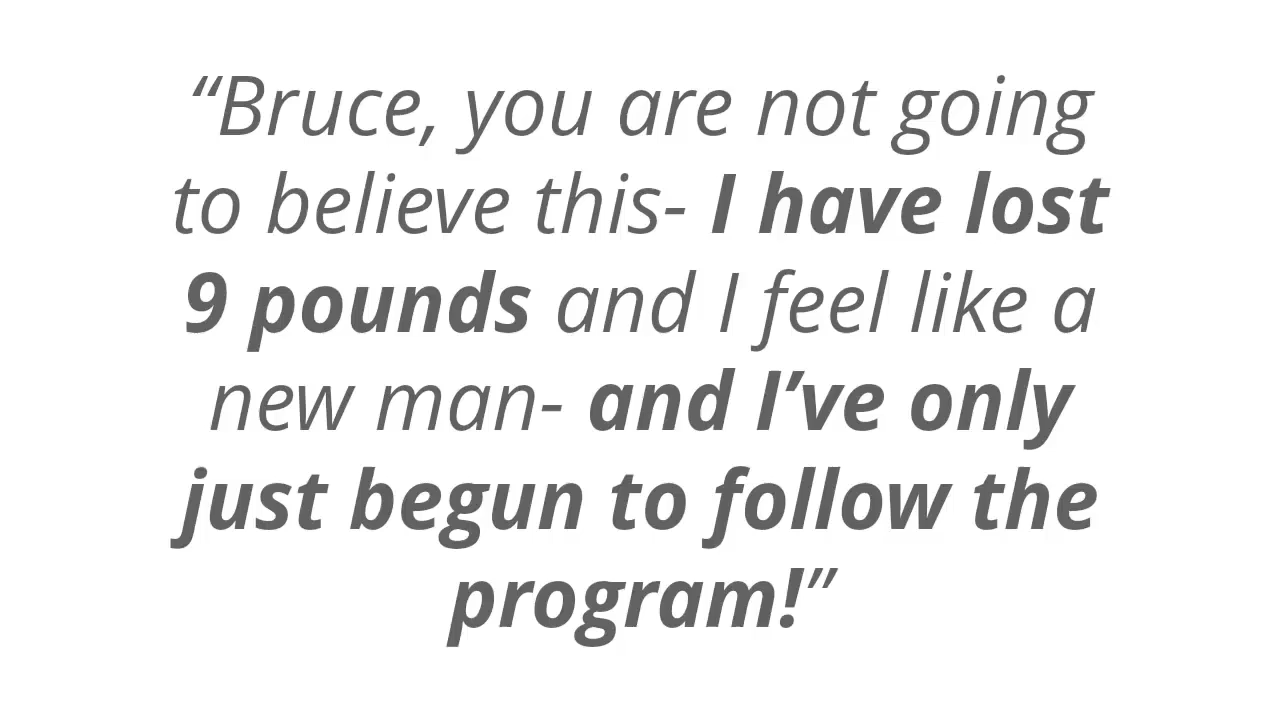 “Bruce, you are not going
to believe this- I have lost
9 pounds and I feel like a
new man- and I’ve only
just begun to follow the
program!”